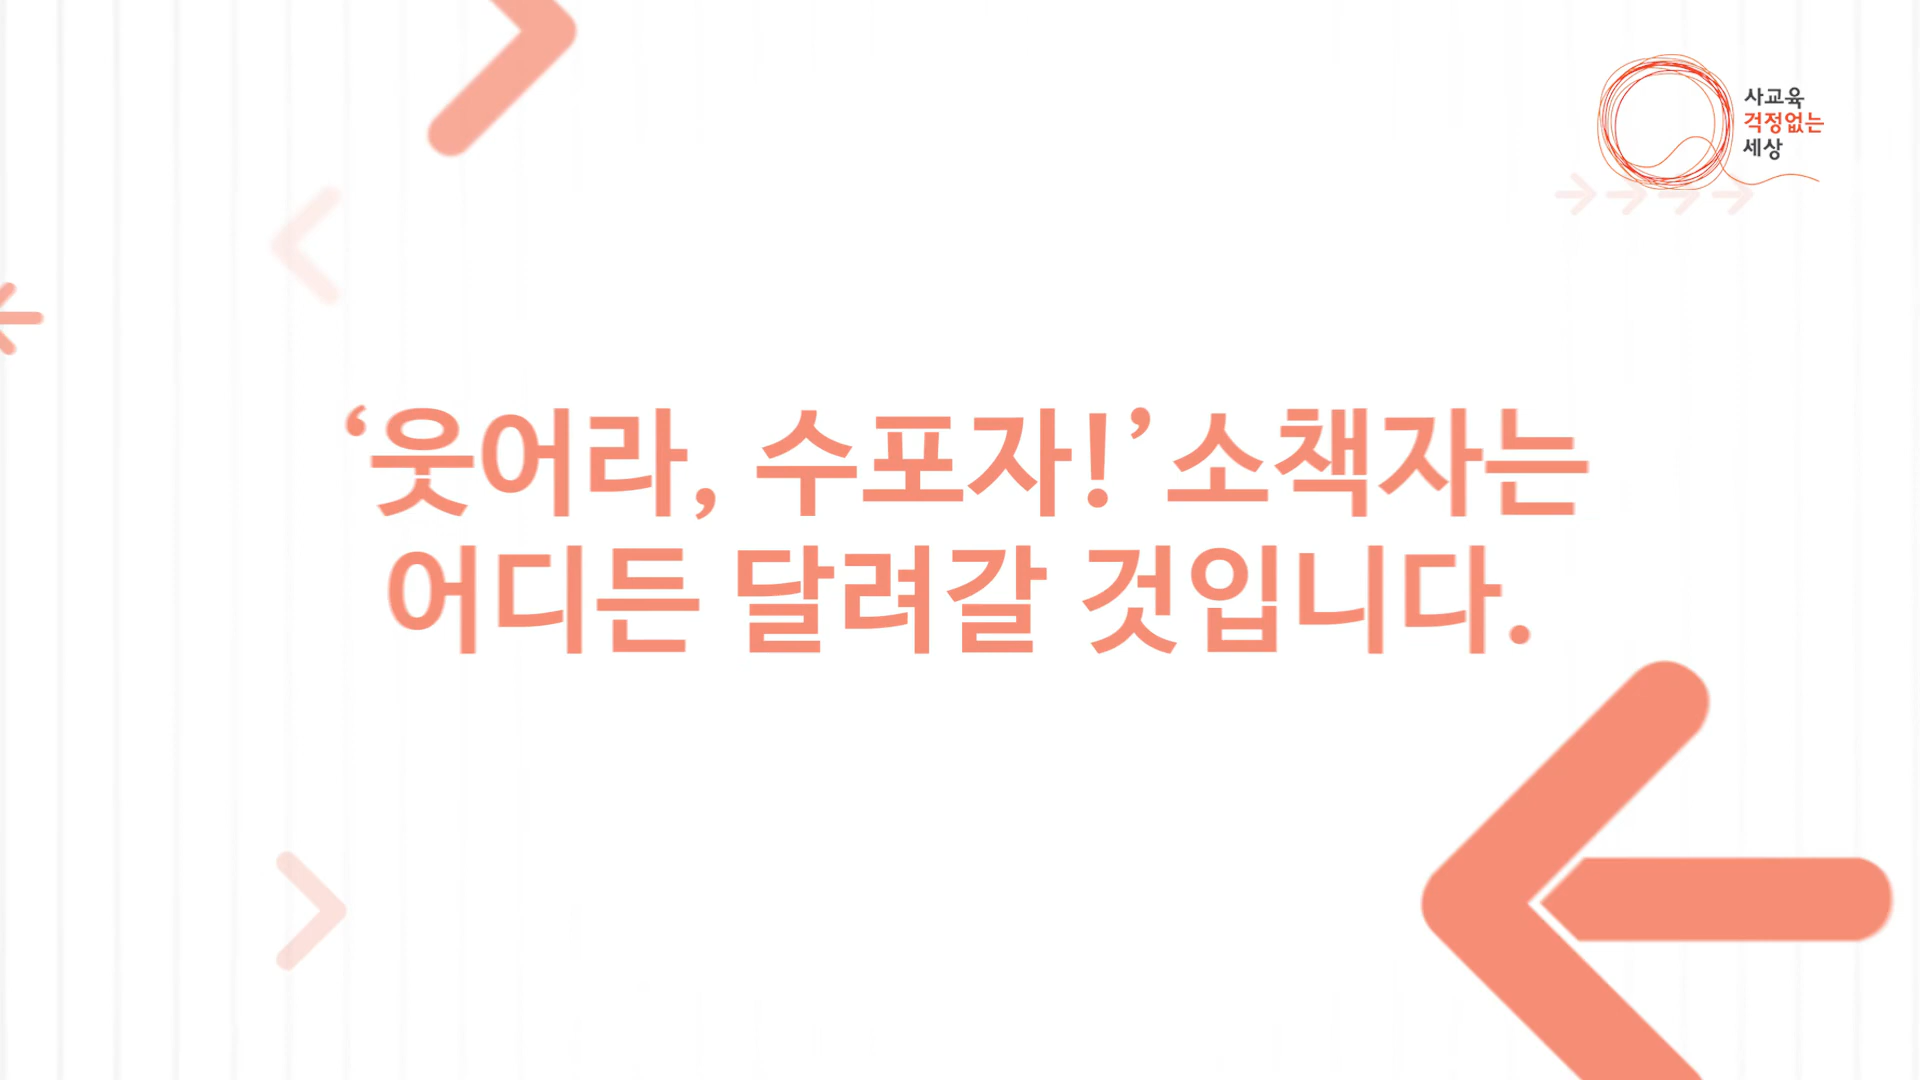 사교육
걱정없는
세상
‘웃어라, 수포자!’ 소책자는
어디든 달려갈 것입니다.